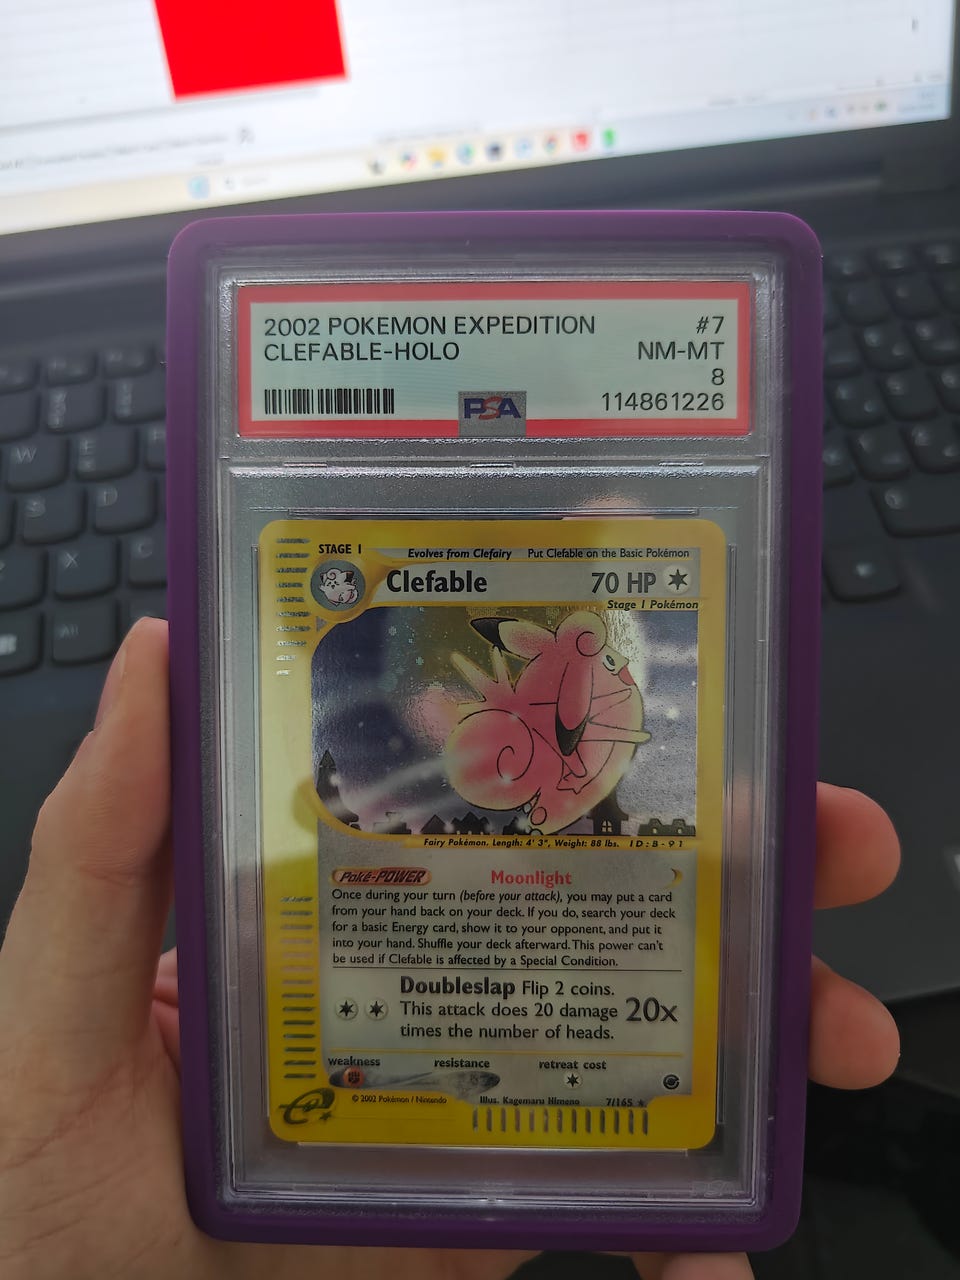 2002 POKEMON EXPEDITION #7
CLEFABLE-HOLO NM-MT
8
PSA 114861226
STAGE 1 Evolves from Clefairy Put Clefable on the Basic Pokémon
Clefable 70 HP
Stage 1 Pokémon
Fairy Pokémon. Length: 4' 3", Weight: 88 lbs. ID: B-91
Poké-POWER Moonlight
Once during your turn (before your attack), you may put a card
from your hand back on your deck. If you do, search your deck
for a basic Energy card, show it to your opponent, and put it
into your hand. Shuffle your deck afterward. This power can't
be used if Clefable is affected by a Special Condition.
Doubleslap Flip 2 coins.
This attack does 20 damage 20x
times the number of heads.
weakness resistance retreat cost
© 2002 Pokémon / Nintendo Illus. Kagemaru Himeno 7/165
W
E
S
D
X
C
Alt